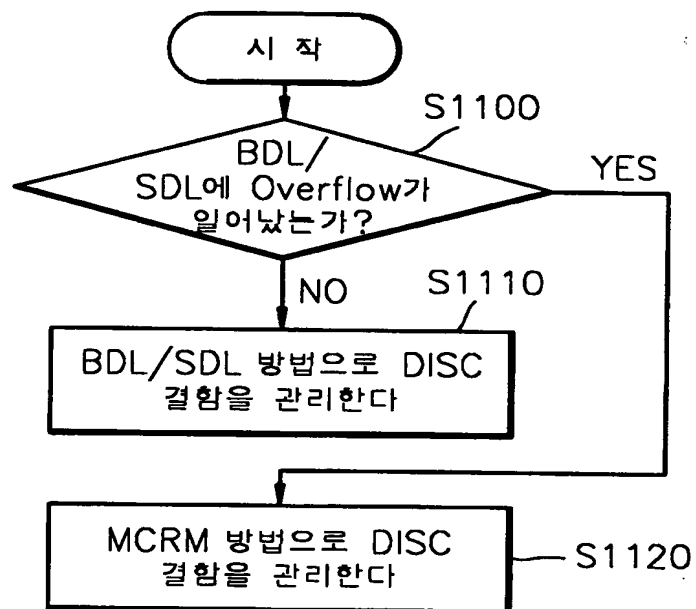 시 작
S1100
BDL/
SDL에 Overflow가
일어났는가?
YES
NO
S1110
BDL/SDL 방법으로 DISC
결함을 관리한다
MCRM 방법으로 DISC
결함을 관리한다
S1120